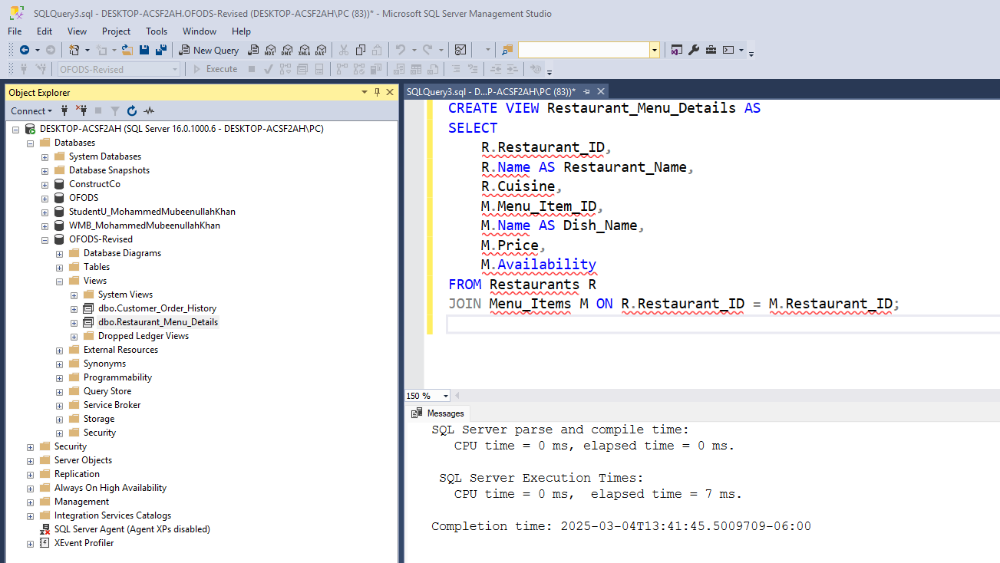 SQLQuery3.sql - DESKTOP-ACSF2AH.OFODS-Revised (DESKTOP-ACSF2AH\PC (83))* - Microsoft SQL Server Management Studio
File Edit View Project Tools Window Help
New Query MDX DMX XMLA DAX
OFODS-Revised Execute
Object Explorer
Connect
DESKTOP-ACSF2AH (SQL Server 16.0.1000.6 - DESKTOP-ACSF2AH\PC)
Databases
System Databases
Database Snapshots
ConstructCo
OFODS
StudentU_MohammedMubeenullahKhan
WMB_MohammedMubeenullahKhan
OFODS-Revised
Database Diagrams
Tables
Views
System Views
dbo.Customer_Order_History
dbo.Restaurant_Menu_Details
Dropped Ledger Views
External Resources
Synonyms
Programmability
Query Store
Service Broker
Storage
Security
Security
Server Objects
Replication
Always On High Availability
Management
Integration Services Catalogs
SQL Server Agent (Agent XPs disabled)
XEvent Profiler
SQLQuery3.sql - D...P-ACSF2AH\PC (83))*
CREATE VIEW Restaurant_Menu_Details AS
SELECT
R.Restaurant_ID,
R.Name AS Restaurant_Name,
R.Cuisine,
M.Menu_Item_ID,
M.Name AS Dish_Name,
M.Price,
M.Availability
FROM Restaurants R
JOIN Menu_Items M ON R.Restaurant_ID = M.Restaurant_ID;
150 %
Messages
SQL Server parse and compile time:
CPU time = 0 ms, elapsed time = 0 ms.
SQL Server Execution Times:
CPU time = 0 ms,  elapsed time = 7 ms.
Completion time: 2025-03-04T13:41:45.5009709-06:00